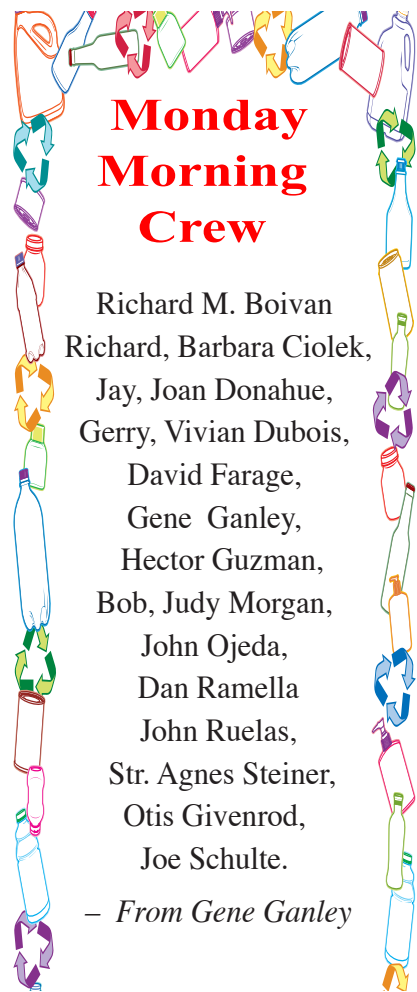 Monday
Morning
Crew
Richard M. Boivan
Richard, Barbara Ciolek,
Jay, Joan Donahue,
Gerry, Vivian Dubois,
David Farage,
Gene Ganley,
Hector Guzman,
Bob, Judy Morgan,
John Ojeda,
Dan Ramella
John Ruelas,
Str. Agnes Steiner,
Otis Givenrod,
Joe Schulte.
– From Gene Ganley